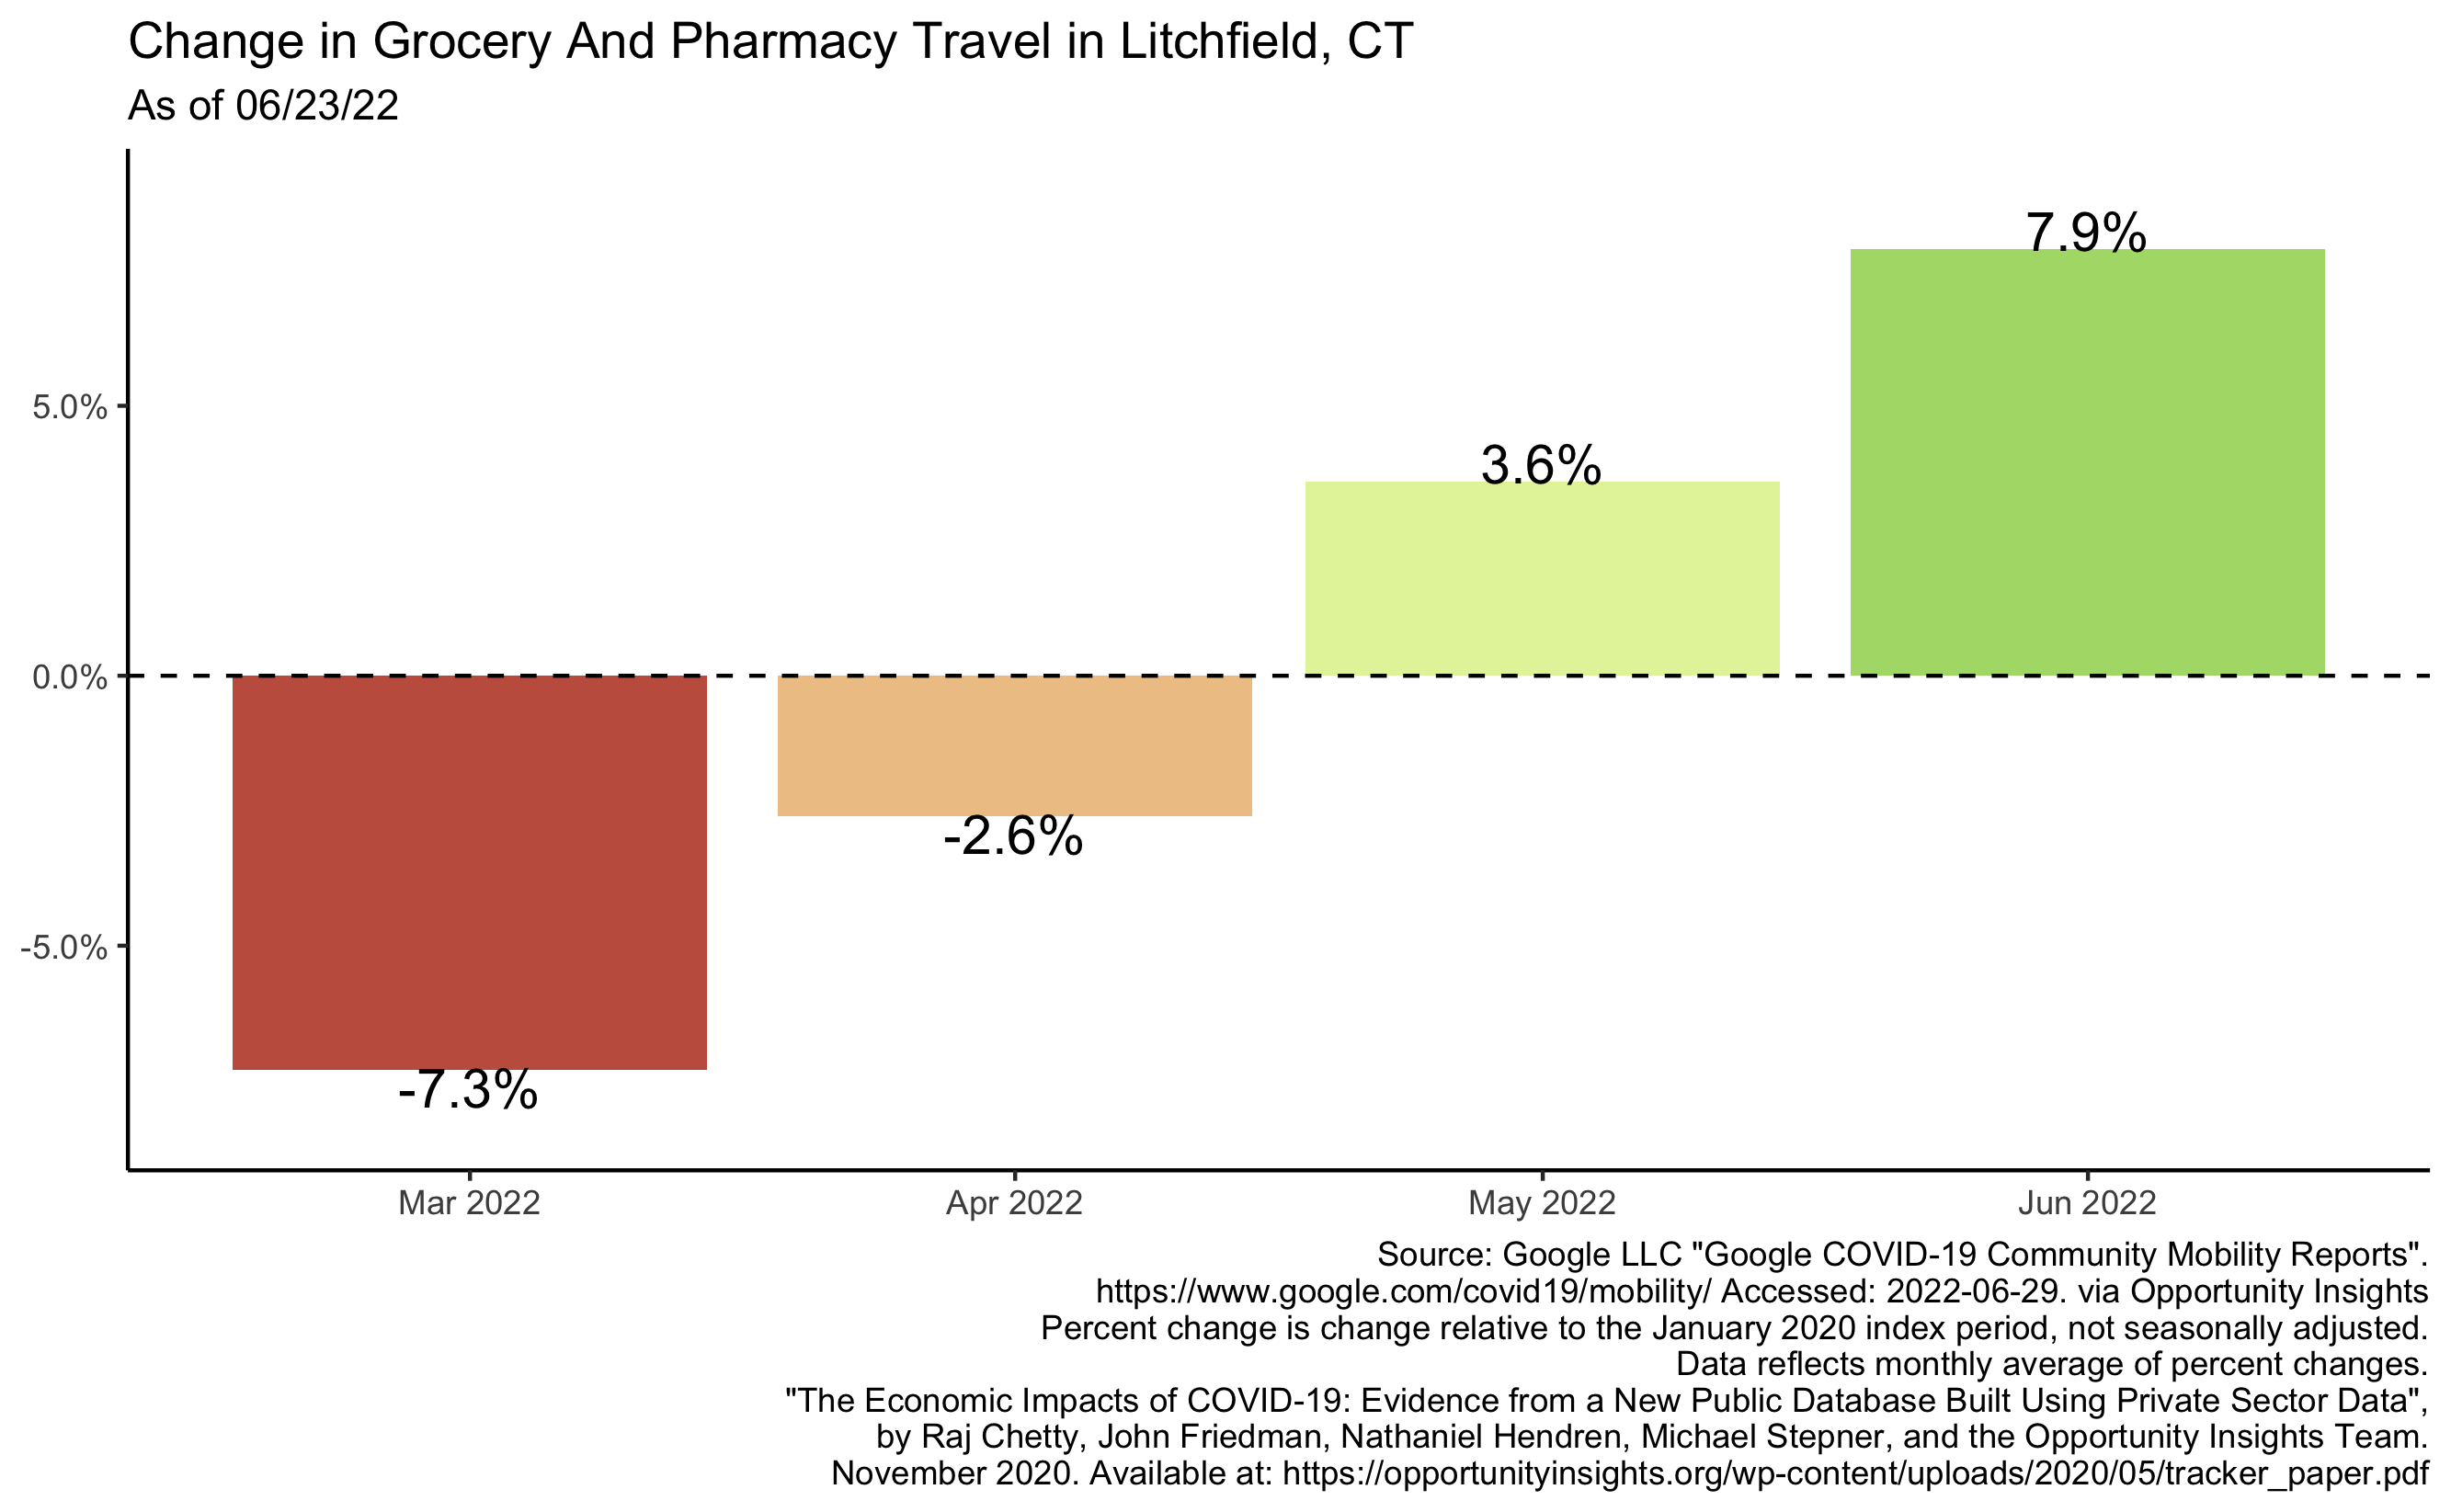 Change in Grocery And Pharmacy Travel in Litchfield, CT
As of 06/23/22
7.9%
5.0%
3.6%
0.0%
-2.6%
-5.0%
-7.3%
Mar 2022 Apr 2022 May 2022 Jun 2022
Source: Google LLC "Google COVID-19 Community Mobility Reports".
https://www.google.com/covid19/mobility/ Accessed: 2022-06-29. via Opportunity Insights
Percent change is change relative to the January 2020 index period, not seasonally adjusted.
Data reflects monthly average of percent changes.
"The Economic Impacts of COVID-19: Evidence from a New Public Database Built Using Private Sector Data",
by Raj Chetty, John Friedman, Nathaniel Hendren, Michael Stepner, and the Opportunity Insights Team.
November 2020. Available at: https://opportunityinsights.org/wp-content/uploads/2020/05/tracker_paper.pdf